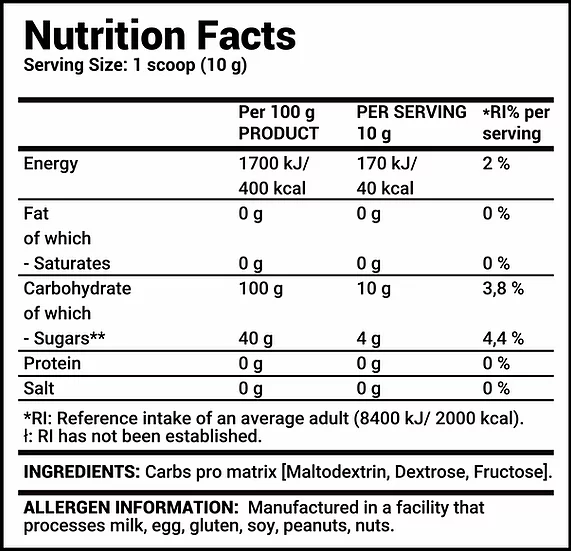 Nutrition Facts
Serving Size: 1 scoop (10 g)
Per 100 g PER SERVING *RI% per
PRODUCT 10 g serving
Energy 1700 kJ/ 170 kJ/ 2 %
400 kcal 40 kcal
Fat 0 g 0 g 0 %
of which
- Saturates 0 g 0 g 0 %
Carbohydrate 100 g 10 g 3,8 %
of which
- Sugars** 40 g 4 g 4,4 %
Protein 0 g 0 g 0 %
Salt 0 g 0 g 0 %
*RI: Reference intake of an average adult (8400 kJ/ 2000 kcal).
ƚ: RI has not been established.
INGREDIENTS: Carbs pro matrix [Maltodextrin, Dextrose, Fructose].
ALLERGEN INFORMATION: Manufactured in a facility that
processes milk, egg, gluten, soy, peanuts, nuts.